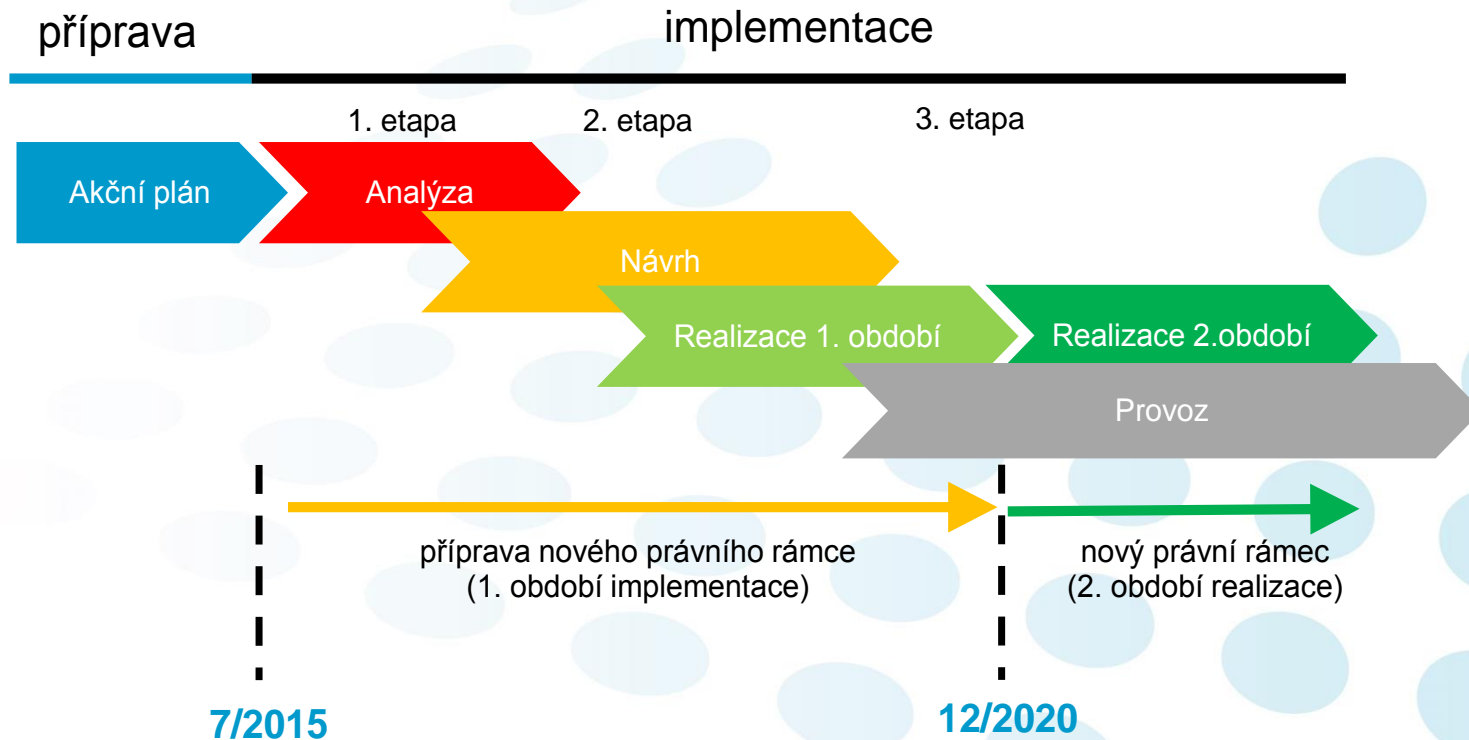 příprava
implementace
1. etapa
2. etapa
3. etapa
Akční plán
Analýza
Návrh
Realizace 1. období
Realizace 2.období
Provoz
příprava nového právního rámce
(1. období implementace)
nový právní rámec
(2. období realizace)
7/2015
12/2020